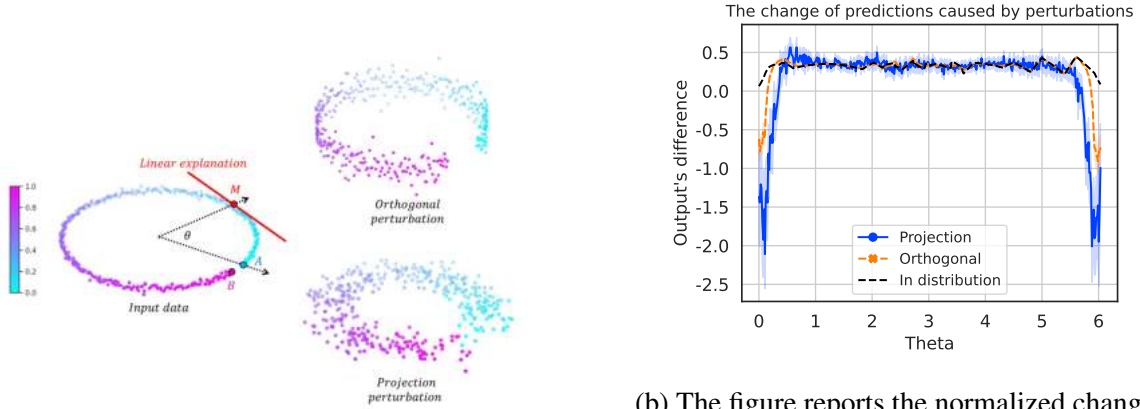 Linear explanation
M
1.0
0.8
0.6
0.4
0.2
0.0
θ
A
B
Input data
Orthogonal
perturbation
Projection
perturbation
The change of predictions caused by perturbations
Output's difference
0.5
0.0
-0.5
-1.0
-1.5
-2.0
-2.5
Projection
Orthogonal
In distribution
0 1 2 3 4 5 6
Theta
(b) The figure reports the normalized chang